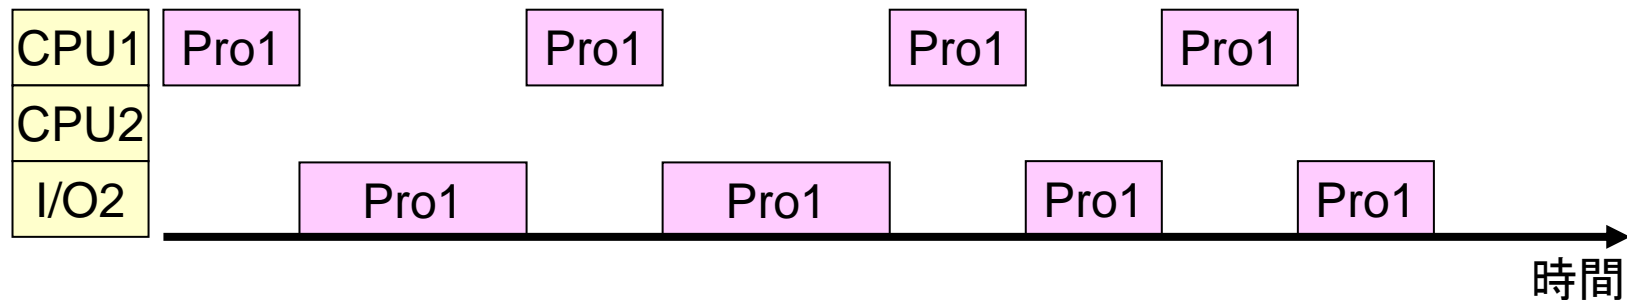 CPU1 Pro1 Pro1 Pro1 Pro1
CPU2
I/O2 Pro1 Pro1 Pro1 Pro1
時間